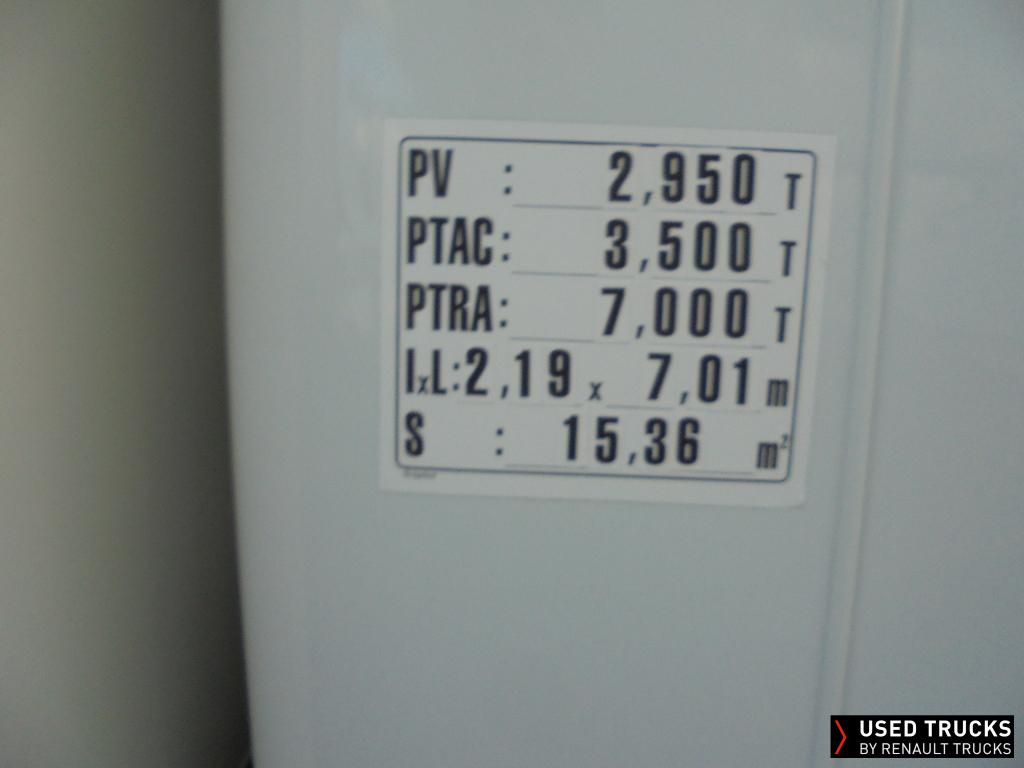 PV : 2,950 T
PTAC: 3,500 T
PTRA: 7,000 T
lxL: 2,19 x 7,01 m
S : 15,36 m²
USED TRUCKS
BY RENAULT TRUCKS